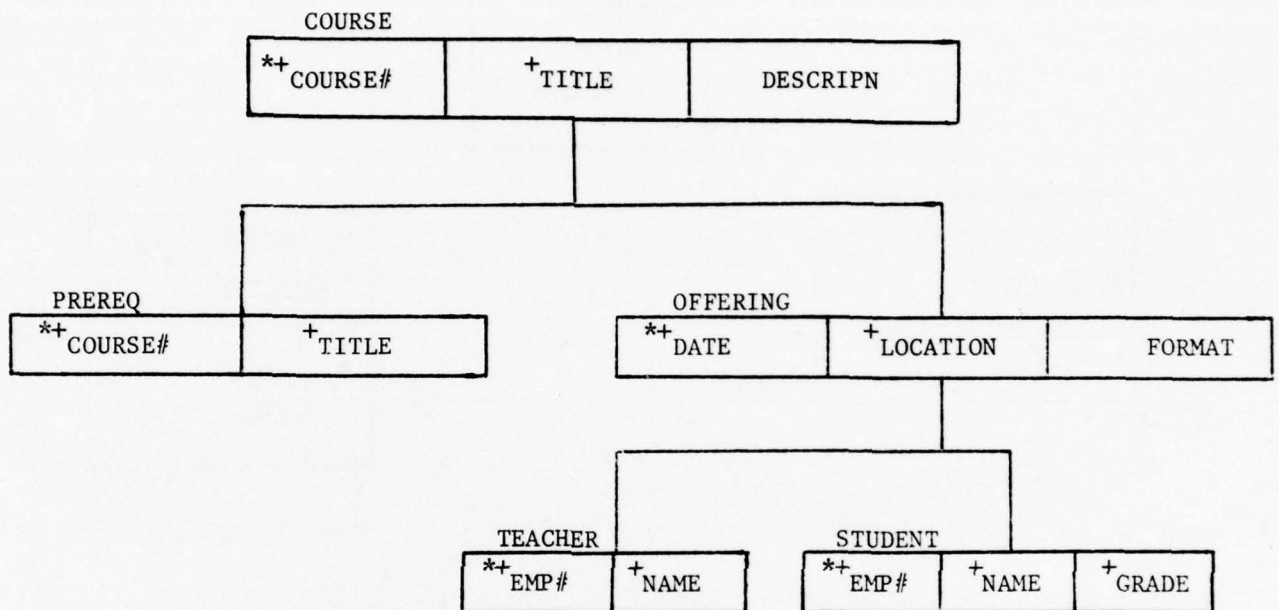 COURSE
*+COURSE# +TITLE DESCRIPN
PREREQ OFFERING
*+COURSE# +TITLE *+DATE +LOCATION FORMAT
TEACHER STUDENT
*+EMP# +NAME *+EMP# +NAME +GRADE